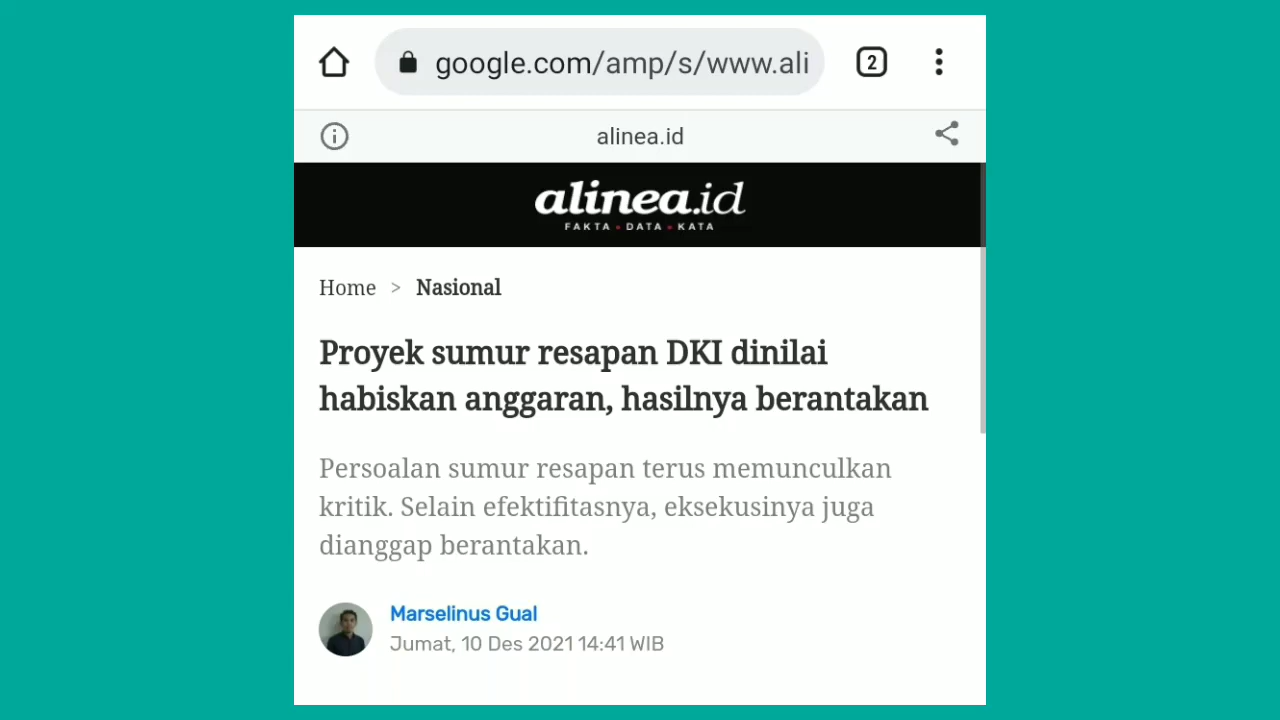 google.com/amp/s/www.ali
2
alinea.id
alinea.id
FAKTA • DATA • KATA
Home > Nasional
Proyek sumur resapan DKI dinilai
habiskan anggaran, hasilnya berantakan
Persoalan sumur resapan terus memunculkan
kritik. Selain efektifitasnya, eksekusinya juga
dianggap berantakan.
Marselinus Gual
Jumat, 10 Des 2021 14:41 WIB